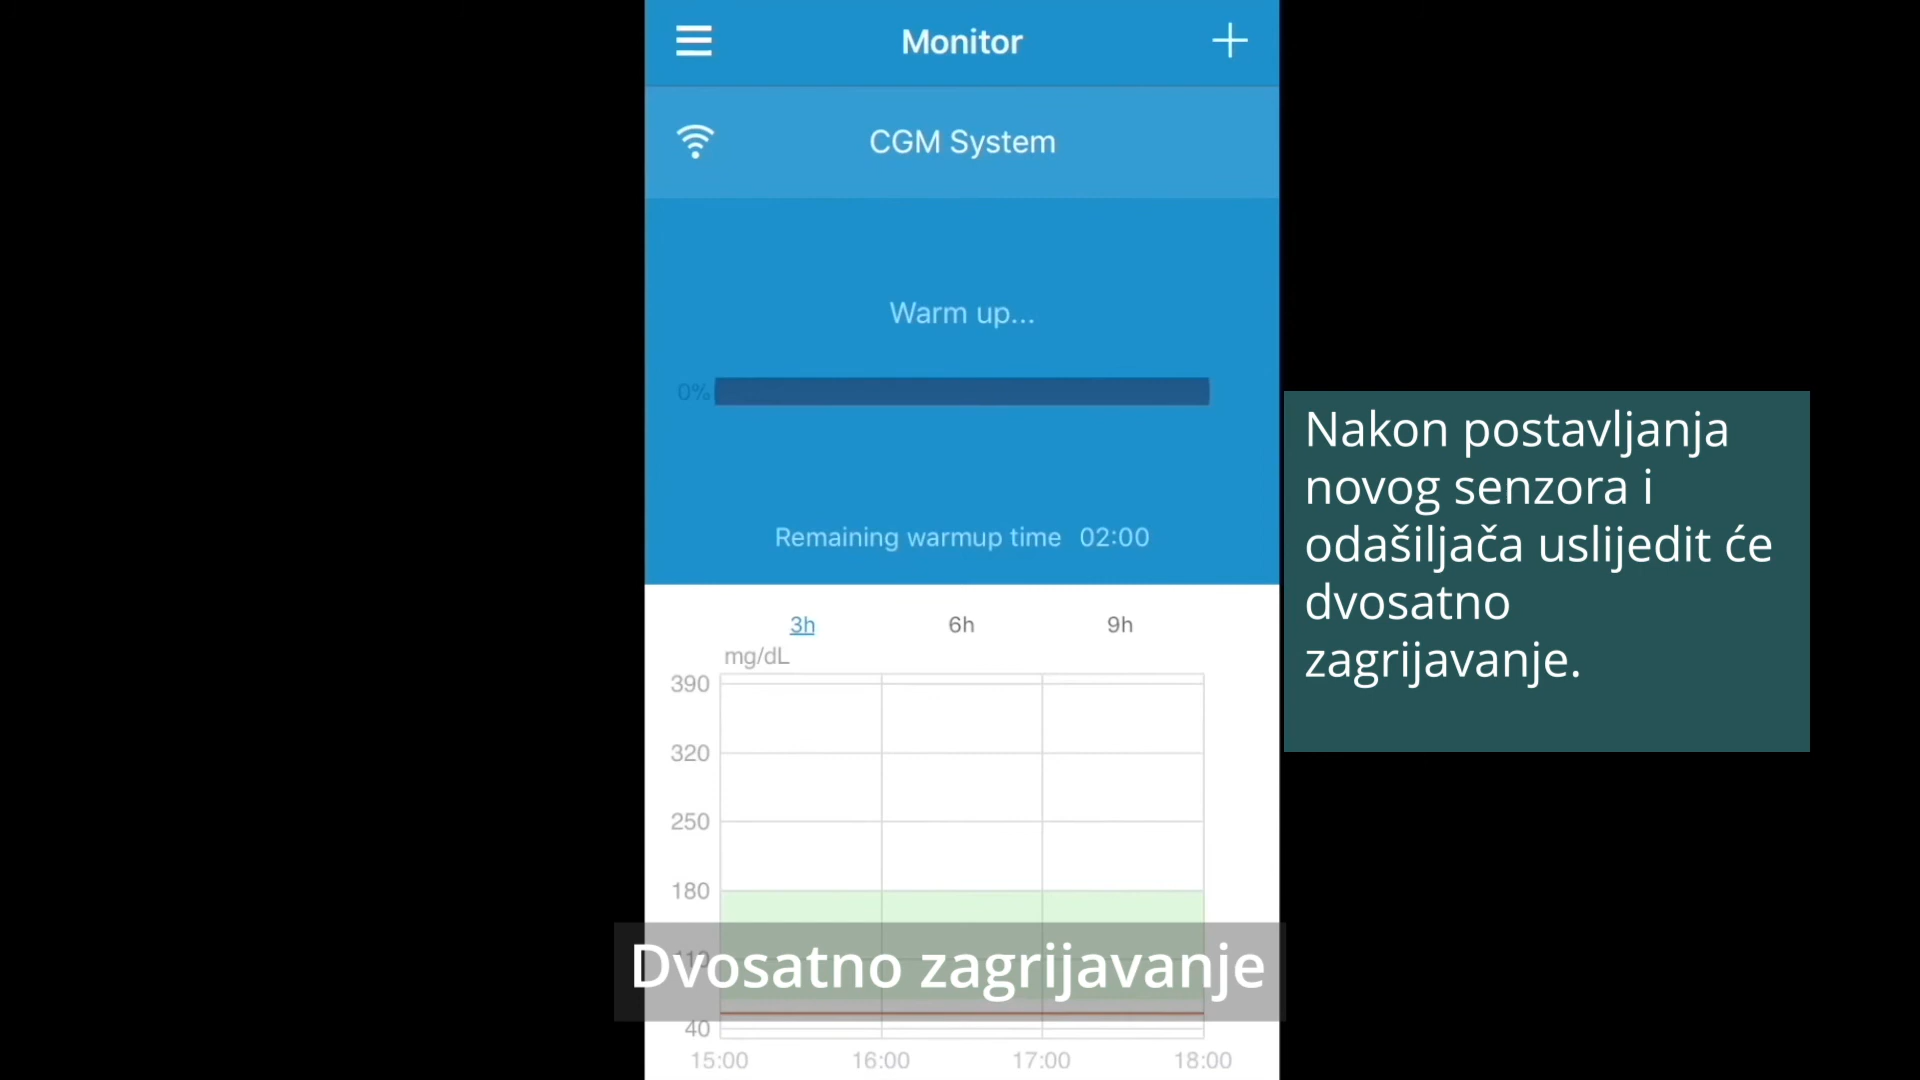 Monitor
CGM System
Warm up...
0%
Remaining warmup time 02:00
Nakon postavljanja
novog senzora i
odašiljača uslijedit će
dvosatno
zagrijavanje.
3h 6h 9h
mg/dL
390
320
250
180
110
Dvosatno zagrijavanje
40
15:00 16:00 17:00 18:00